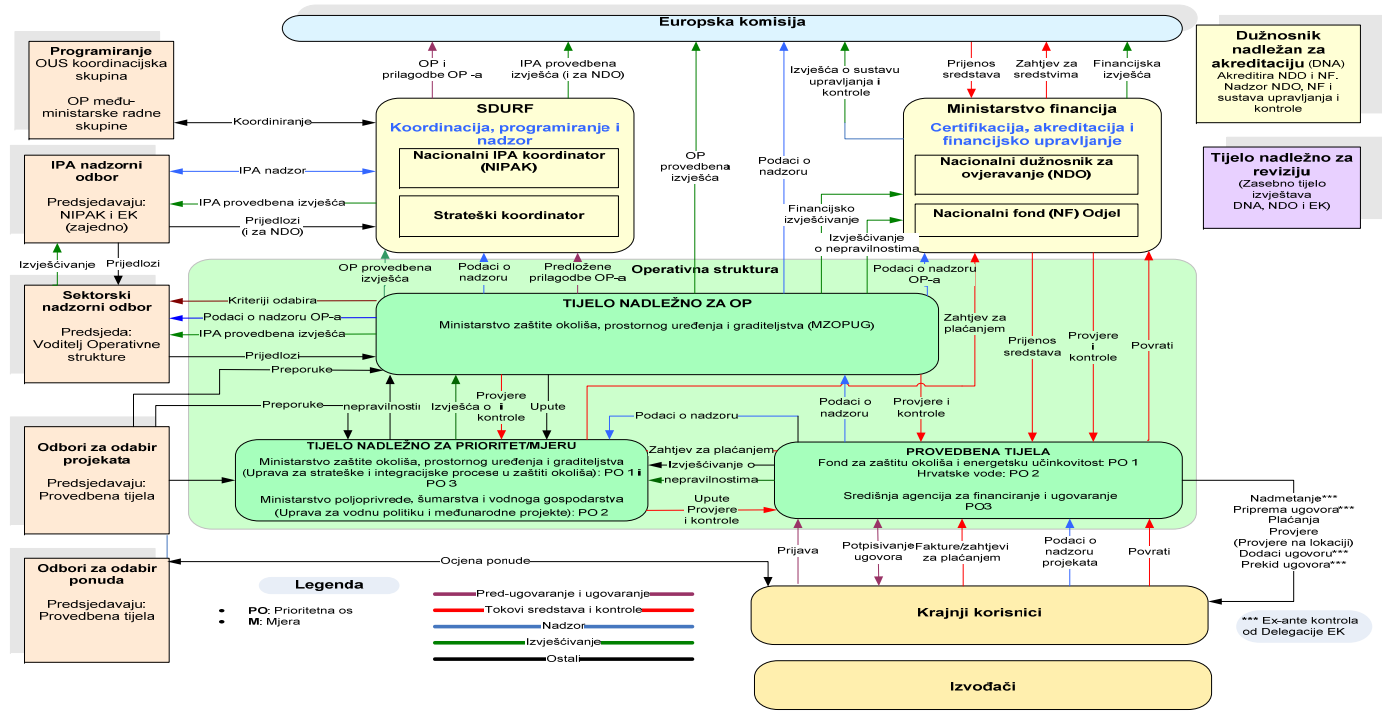 Europska komisija
Programiranje
OUS koordinacijska
skupina
OP među-
ministarske radne
skupine
Dužnosnik
nadležan za
akreditaciju (DNA)
Akreditira NDO i NF.
Nadzor NDO, NF i
sustava upravljanja i
kontrole
OP i
prilagodbe OP -a
IPA provedbena
izvješća (i za NDO)
Izvješća o sustavu
upravljanja i
kontrole
Prijenos
sredstava
Zahtjev za
sredstvima
Financijska
izvješća
SDURF
Koordinacija, programiranje i
nadzor
Nacionalni IPA koordinator
(NIPAK)
Strateški koordinator
Ministarstvo financija
Certifikacija, akreditacija i
financijsko upravljanje
Nacionalni dužnosnik za
ovjeravanje (NDO)
Nacionalni fond (NF) Odjel
Koordiniranje
IPA nadzorni
odbor
Predsjedavaju:
NIPAK i EK
(zajedno)
IPA nadzor
IPA provedbena izvješća
Prijedlozi
(i za NDO)
OP
provedbena
izvješća
Podaci o
nadzoru
Financijsko
izvješćivanje
Izvješćivanje
o nepravilnostima
Tijelo nadležno za
reviziju
(Zasebno tijelo
izvještava
DNA, NDO i EK)
Izvješćivanje
Prijedlozi
OP provedbena
izvješća
Podaci o
nadzoru
Predložene
prilagodbe OP-a
Operativna struktura
Podaci o nadzoru
OP-a
Sektorski
nadzorni odbor
Predsjeda:
Voditelj Operativne
strukture
Kriteriji odabira
Podaci o nadzoru OP-a
IPA provedbena izvješća
Prijedlozi
Preporuke
Preporuke
TIJELO NADLEŽNO ZA OP
Ministarstvo zaštite okoliša, prostornog uređenja i graditeljstva (MZOPUG)
Zahtjev za
plaćanjem
Prijenos
sredstava
Provjere
i
kontrole
Povrati
nepravilnosti
Izvješća o
Provjere
i
kontrole
Upute
Podaci o nadzoru
Podaci o
nadzoru
Provjere i
kontrole
Odbori za odabir
projekata
Predsjedavaju:
Provedbena tijela
TIJELO NADLEŽNO ZA PRIORITET/MJERU
Ministarstvo zaštite okoliša, prostornog uređenja i graditeljstva
(Uprava za strateške i integracijske procese u zaštiti okoliša): PO 1 i
PO 3
Ministarstvo poljoprivrede, šumarstva i vodnoga gospodarstva
(Uprava za vodnu politiku i međunarodne projekte): PO 2
Zahtjev za plaćanjem
Izvješćivanje o
nepravilnostima
Upute
Provjere
i kontrole
PROVEDBENA TIJELA
Fond za zaštitu okoliša i energetsku učinkovitost: PO 1
Hrvatske vode: PO 2
Središnja agencija za financiranje i ugovaranje
PO3
Nadmetanje***
Priprema ugovora***
Plaćanja
Provjere
(Provjere na lokaciji)
Dodaci ugovoru***
Prekid ugovora***
Prijava
Potpisivanje
ugovora
Fakture/zahtjevi
za plaćanjem
Podaci o
nadzoru
projekata
Povrati
Odbori za odabir
ponuda
Predsjedavaju:
Provedbena tijela
Ocjena ponude
Legenda
PO: Prioritetna os
M: Mjera
Pred-ugovaranje i ugovaranje
Tokovi sredstava i kontrole
Nadzor
Izvješćivanje
Ostali
Krajnji korisnici
*** Ex-ante kontrola
od Delegacije EK
Izvođači